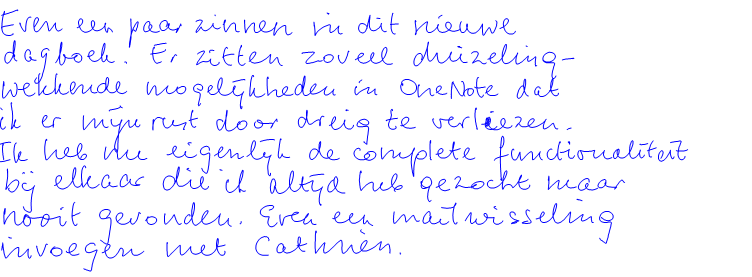 Even een paar zinnen in dit nieuwe
dagboek! Er zitten zoveel duizeling-
wekkende mogelijkheden in OneNote dat
ik er mijn rust door dreig te verliezen.
Ik heb nu eigenlijk de complete functionaliteit
bij elkaar die ik altijd heb gezocht maar
nooit gevonden. Even een mailwisseling
invoegen met Cathrien.